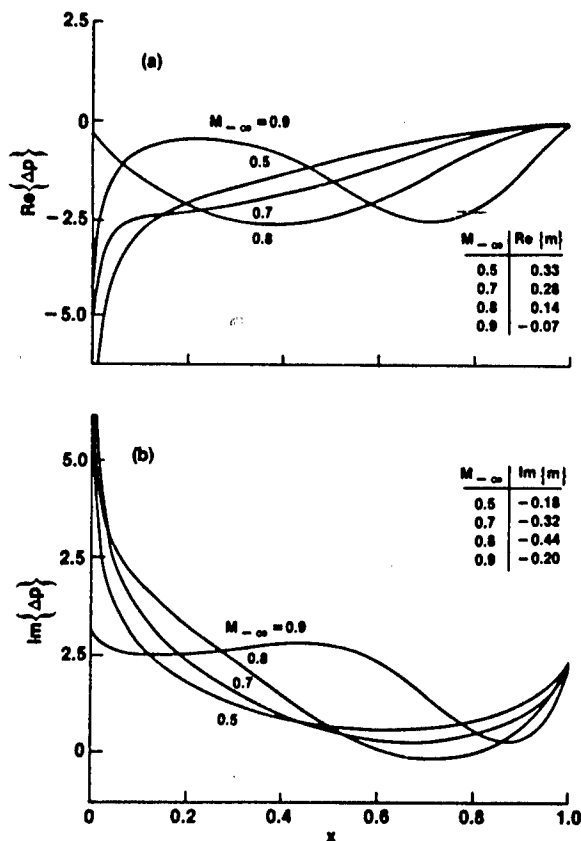 2.5
(a)
M−∞ = 0.9
0
0.5
Re{Δp}
−2.5
0.7
0.8
M−∞ Re {m}
0.5 0.33
0.7 0.28
0.8 0.14
0.9 −0.07
−5.0
(b)
5.0
M−∞ Im {m}
0.5 −0.18
0.7 −0.32
0.8 −0.44
0.9 −0.20
2.5
Im{Δp}
M−∞ = 0.9
2.5
0.8
0.7
0.5
0
0 0.2 0.4 0.6 0.8 1.0
x